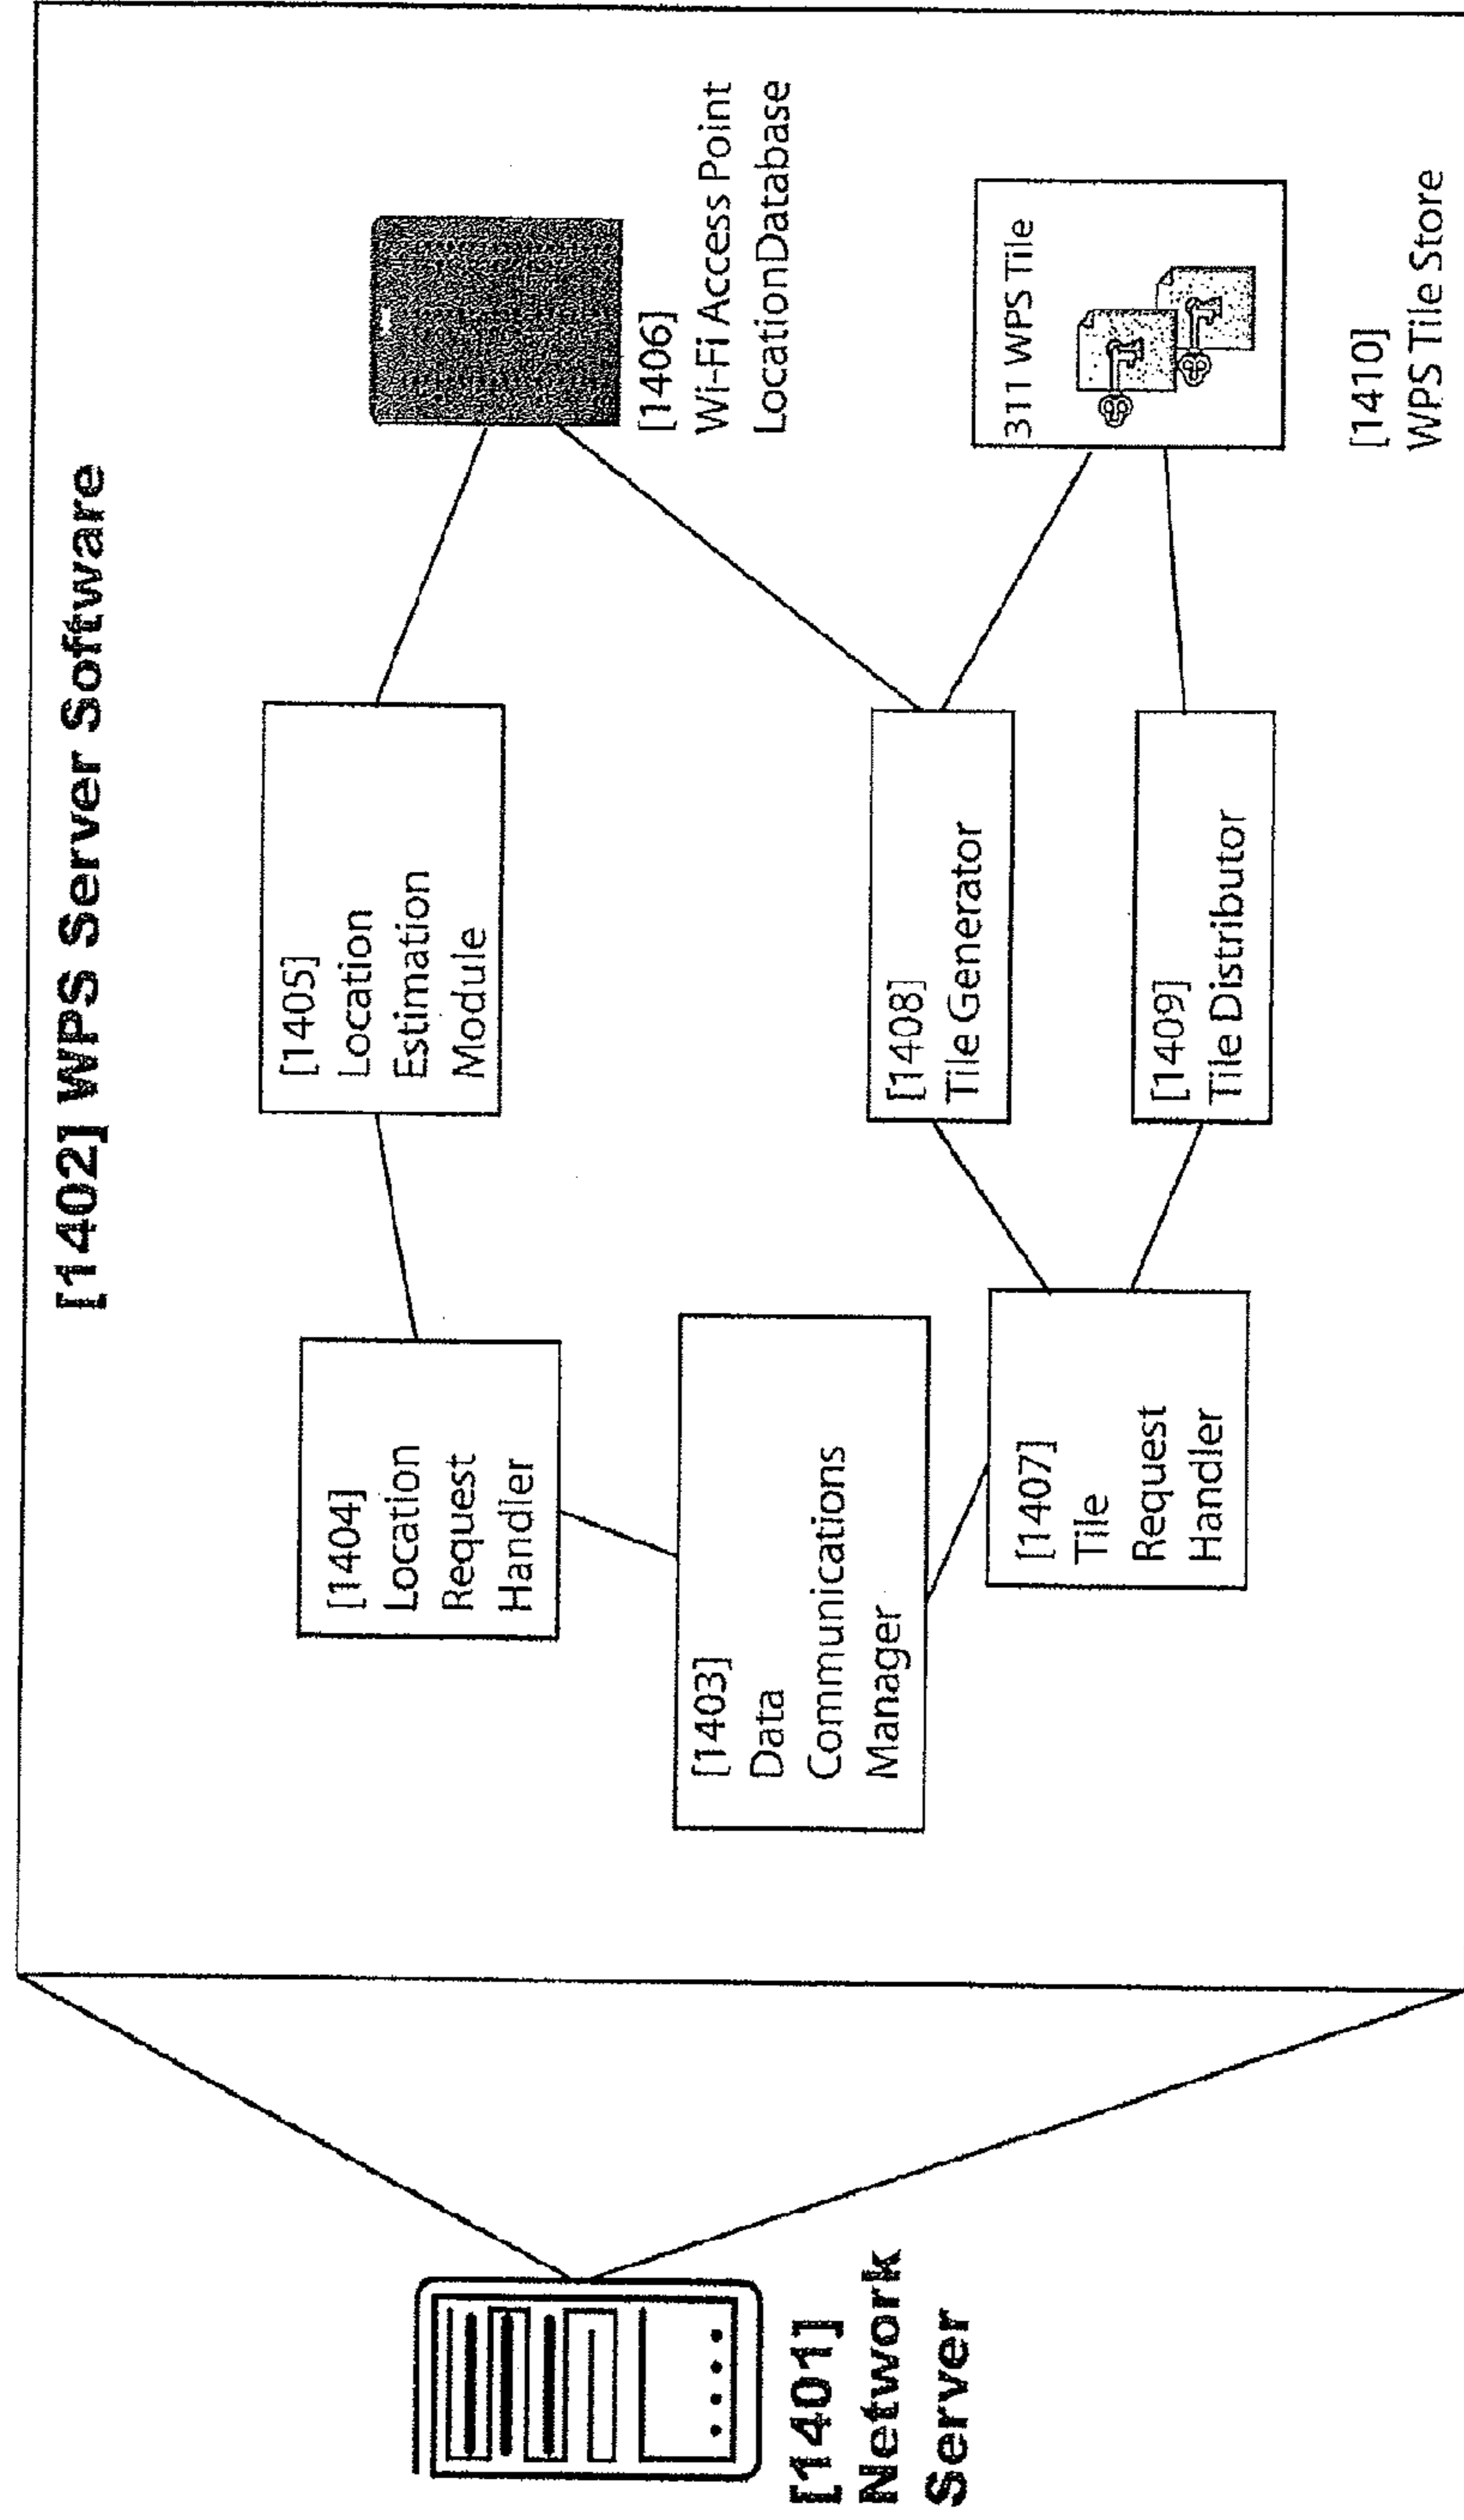 [1402] WPS Server Software
[1401]
Network
Server
[1404]
Location
Request
Handler
[1403]
Data
Communications
Manager
[1407]
Tile
Request
Handler
[1405]
Location
Estimation
Module
[1408]
Tile Generator
[1409]
Tile Distributor
[1406]
Wi-Fi Access Point
LocationDatabase
311 WPS Tile
[1410]
WPS Tile Store